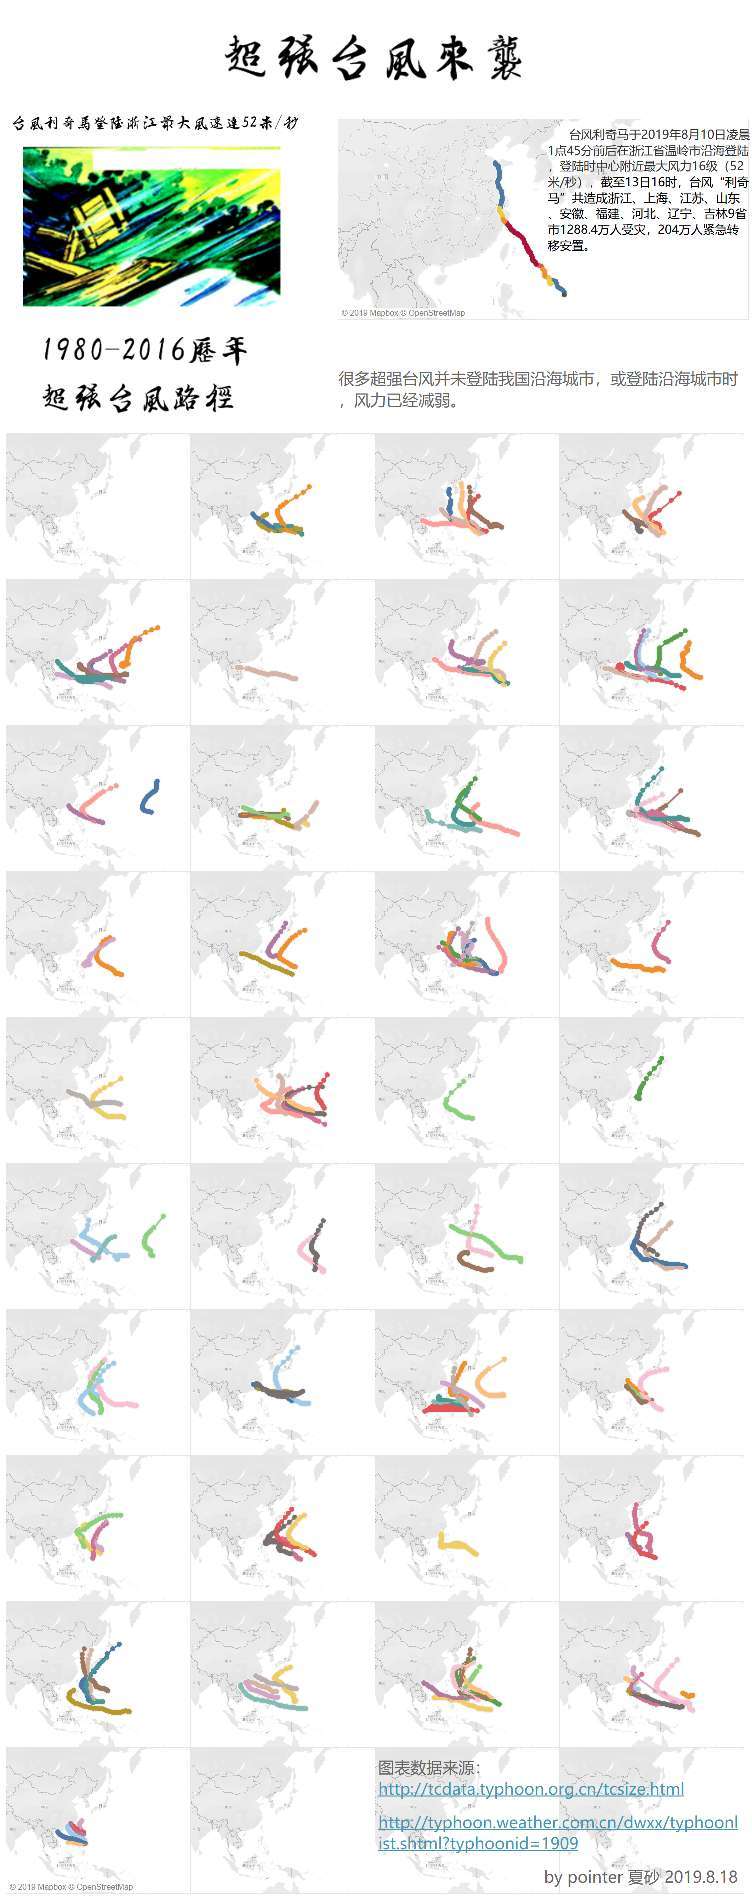 超强台風來襲
台風利奇馬登陸浙江最大風速達52米/秒
台风利奇马于2019年8月10日凌晨
1点45分前后在浙江省温岭市沿海登陆
，登陆时中心附近最大风力16级（52
米/秒），截至13日16时，台风“利奇
马”共造成浙江、上海、江苏、山东
、安徽、福建、河北、辽宁、吉林9省
市1288.4万人受灾，204万人紧急转
移安置。
© 2019 Mapbox © OpenStreetMap
1980-2016歷年
超强台風路徑
很多超强台风并未登陆我国沿海城市，或登陆沿海城市时
，风力已经减弱。
图表数据来源：
http://tcdata.typhoon.org.cn/tcsize.html
http://typhoon.weather.com.cn/dwxx/typhoonl
ist.shtml?typhoonid=1909
by pointer 夏砂 2019.8.18
© 2019 Mapbox © OpenStreetMap